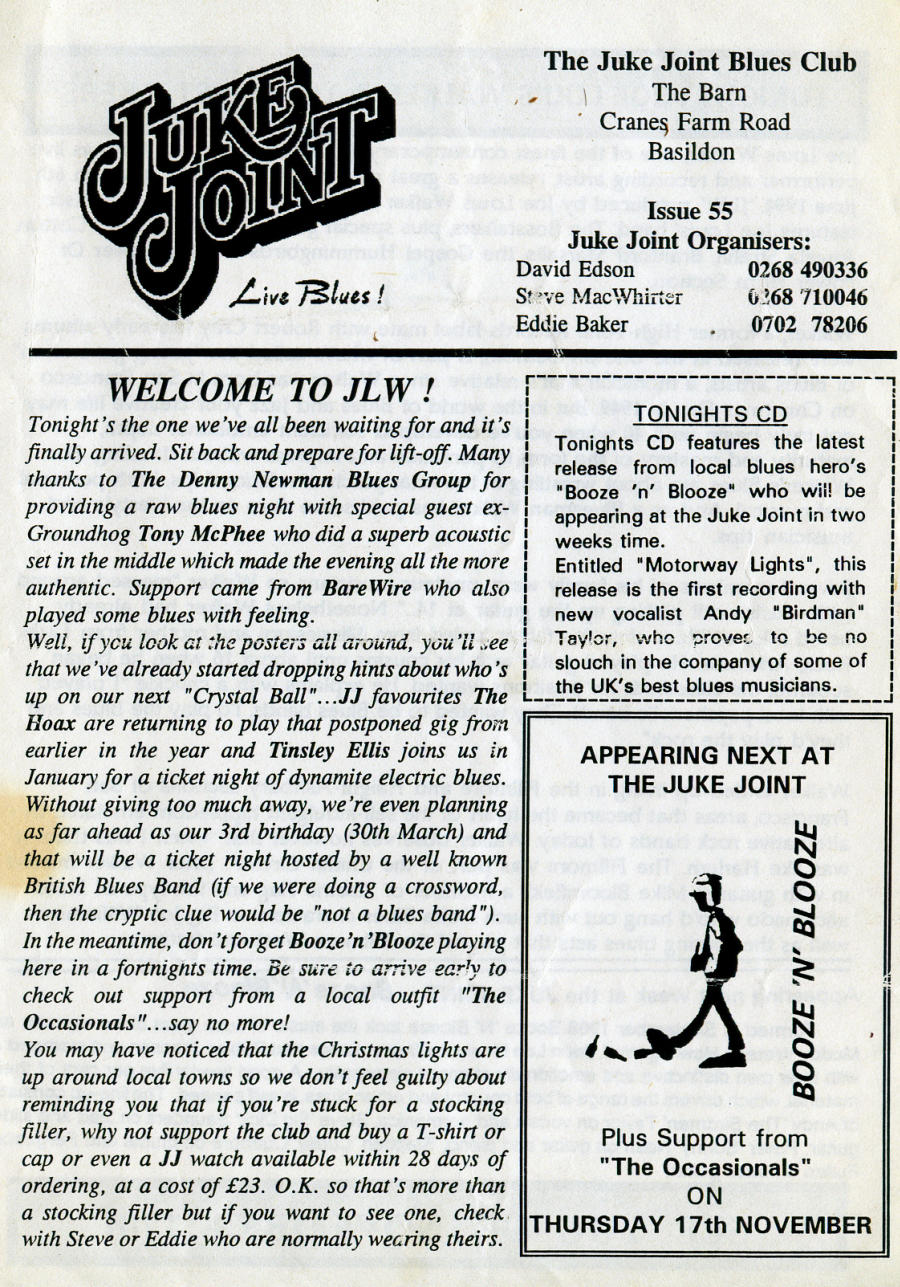 JUKE
JOINT
Live Blues!
The Juke Joint Blues Club
The Barn
Cranes Farm Road
Basildon
Issue 55
Juke Joint Organisers:
David Edson 0268 490336
Steve MacWhirter 0268 710046
Eddie Baker 0702 78206
WELCOME TO JLW!
Tonight's the one we've all been waiting for and it's
finally arrived. Sit back and prepare for lift-off. Many
thanks to The Denny Newman Blues Group for
providing a raw blues night with special guest ex-
Groundhog Tony McPhee who did a superb acoustic
set in the middle which made the evening all the more
authentic. Support came from BareWire who also
played some blues with feeling.
Well, if you look at the posters all around, you'll see
that we've already started dropping hints about who's
up on our next "Crystal Ball"...JJ favorites The
Hoax are returning to play that postponed gig from
earlier in the year and Tinsley Ellis joins us in
January for a ticket night of dynamite electric blues.
Without giving too much away, we're even planning
as far ahead as our 3rd birthday (30th March) and
that will be a ticket night hosted by a well known
British Blues Band (if we were doing a crossword,
then the cryptic clue would be "not a blues band").
In the meantime, don't forget Booze'n'Blooze playing
here in a fortnights time. Be sure to arrive early to
check out support from a local outfit "The
Occasionals"...say no more!
You may have noticed that the Christmas lights are
up around local towns so we don't feel guilty about
reminding you that if you're stuck for a stocking
filler, why not support the club and buy a T-shirt or
cap or even a JJ watch available within 28 days of
ordering, at a cost of £23. O.K. so that's more than
a stocking filler but if you want to see one, check
with Steve or Eddie who are normally wearing theirs.
TONIGHTS CD
Tonights CD features the latest
release from local blues hero's
"Booze 'n' Blooze" who will be
appearing at the Juke Joint in two
weeks time.
Entitled "Motorway Lights", this
release is the first recording with
new vocalist Andy "Birdman"
Taylor, who proves to be no
slouch in the company of some of
the UK's best blues musicians.
APPEARING NEXT AT
THE JUKE JOINT
BOOZE 'N' BLOOZE
Plus Support from
"The Occasionals"
ON
THURSDAY 17th NOVEMBER